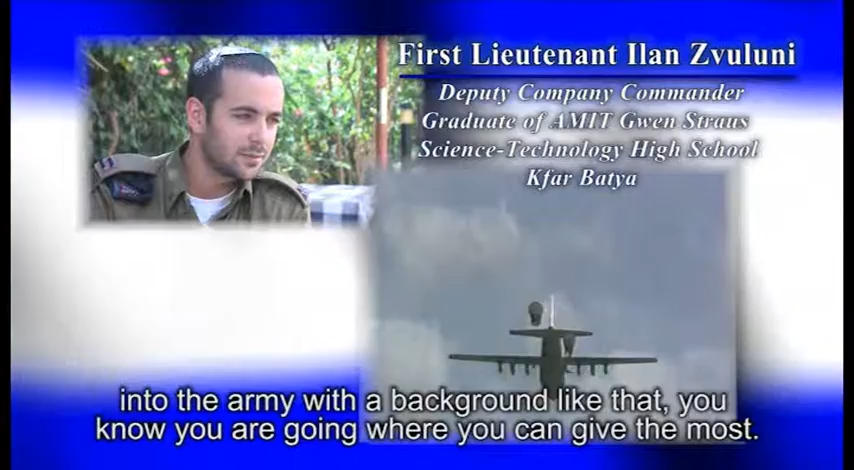 First Lieutenant Ilan Zvuluni
Deputy Company Commander
Graduate of AMIT Gwen Straus
Science-Technology High School
Kfar Batya
into the army with a background like that, you
know you are going where you can give the most.